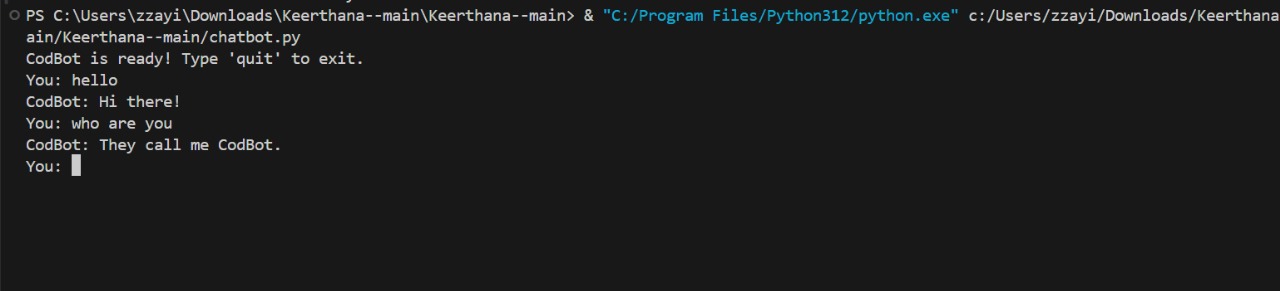 PS C:\Users\zzayi\Downloads\Keerthana--main\Keerthana--main> & "C:/Program Files/Python312/python.exe" c:/Users/zzayi/Downloads/Keerthana
ain/Keerthana--main/chatbot.py
CodBot is ready! Type 'quit' to exit.
You: hello
CodBot: Hi there!
You: who are you
CodBot: They call me CodBot.
You: